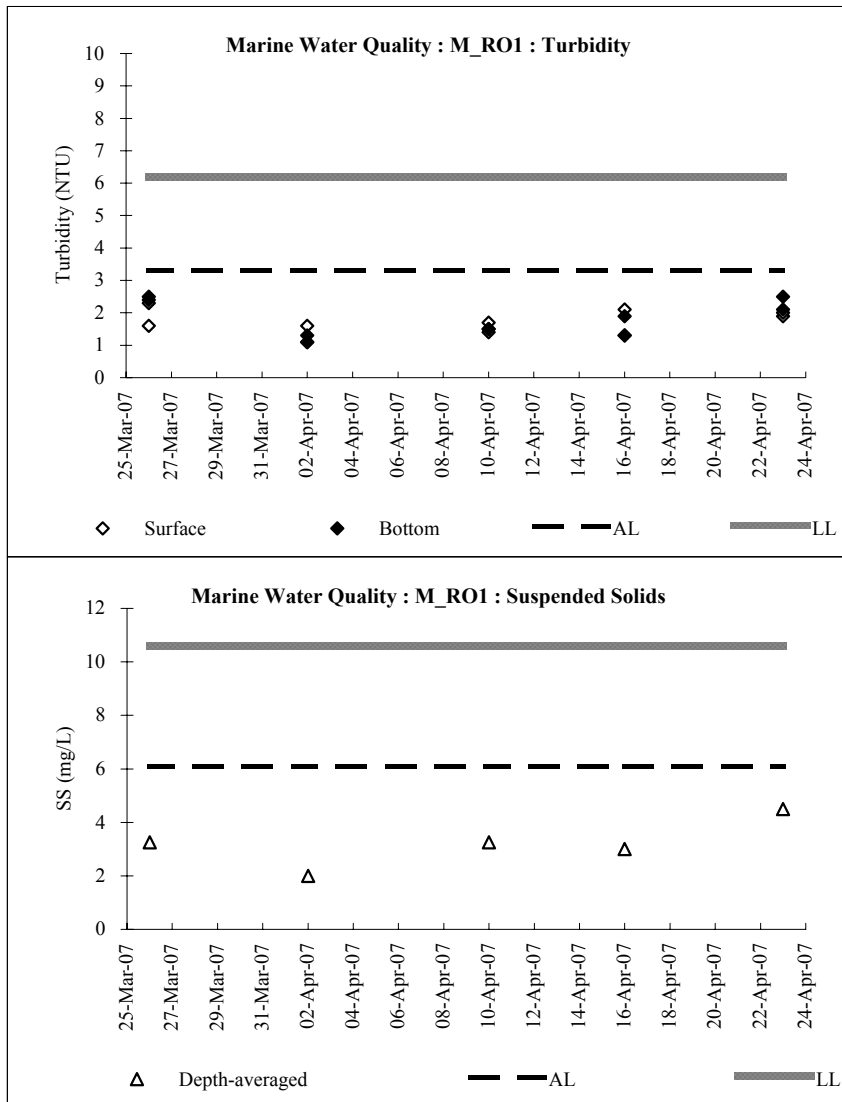 Marine Water Quality : M_RO1 : Turbidity
10
9
8
7
6
5
4
3
2
1
0
Turbidity (NTU)
25-Mar-07
27-Mar-07
29-Mar-07
31-Mar-07
02-Apr-07
04-Apr-07
06-Apr-07
08-Apr-07
10-Apr-07
12-Apr-07
14-Apr-07
16-Apr-07
18-Apr-07
20-Apr-07
22-Apr-07
24-Apr-07
Surface Bottom AL LL
Marine Water Quality : M_RO1 : Suspended Solids
12
10
8
6
4
2
0
SS (mg/L)
25-Mar-07
27-Mar-07
29-Mar-07
31-Mar-07
02-Apr-07
04-Apr-07
06-Apr-07
08-Apr-07
10-Apr-07
12-Apr-07
14-Apr-07
16-Apr-07
18-Apr-07
20-Apr-07
22-Apr-07
24-Apr-07
Depth-averaged AL LL